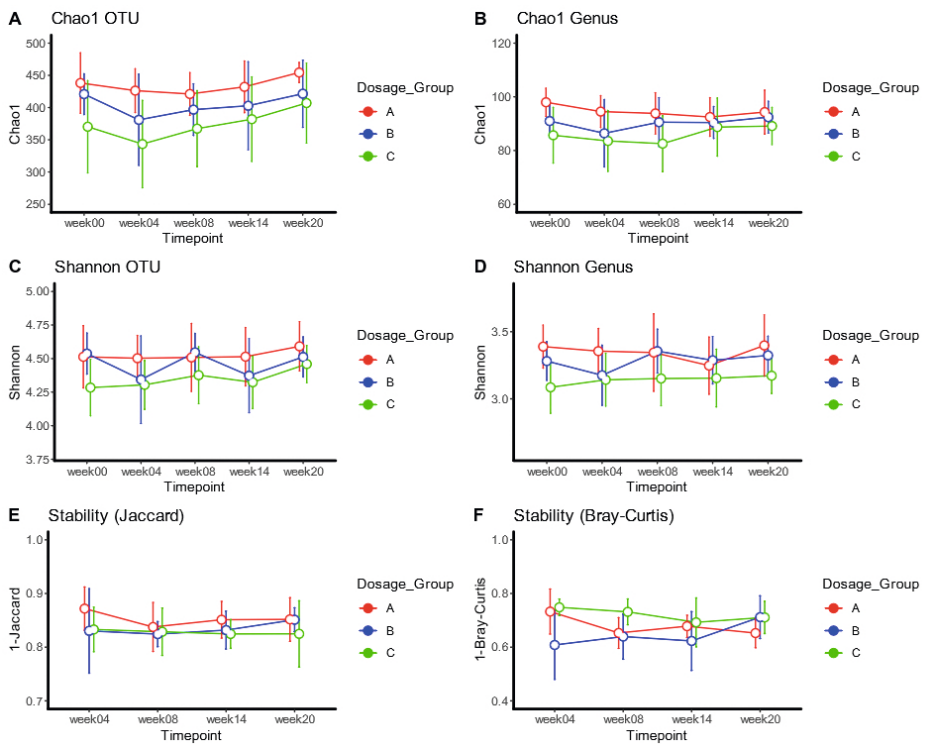 A Chao1 OTU
500
450
400
350
300
250
Chao1
week00 week04 week08 week14 week20
Timepoint
Dosage_Group
A
B
C
B Chao1 Genus
120
100
80
60
Chao1
week00 week04 week08 week14 week20
Timepoint
Dosage_Group
A
B
C
C Shannon OTU
5.00
4.75
4.50
4.25
4.00
3.75
Shannon
week00 week04 week08 week14 week20
Timepoint
Dosage_Group
A
B
C
D Shannon Genus
3.5
3.0
Shannon
week00 week04 week08 week14 week20
Timepoint
Dosage_Group
A
B
C
E Stability (Jaccard)
1.0
0.9
0.8
0.7
1-Jaccard
week04 week08 week14 week20
Timepoint
Dosage_Group
A
B
C
F Stability (Bray-Curtis)
1.0
0.8
0.6
0.4
1-Bray-Curtis
week04 week08 week14 week20
Timepoint
Dosage_Group
A
B
C